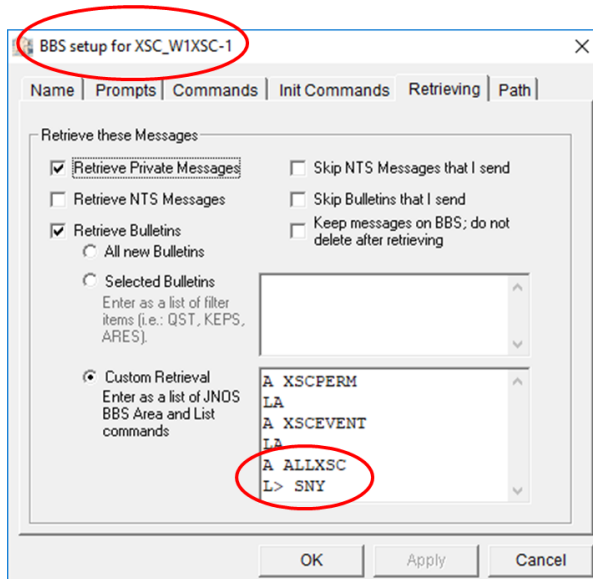 BBS setup for XSC_W1XSC-1
Name Prompts Commands Init Commands Retrieving Path
Retrieve these Messages
Retrieve Private Messages
Skip NTS Messages that I send
Retrieve NTS Messages
Skip Bulletins that I send
Retrieve Bulletins
Keep messages on BBS; do not
delete after retrieving
All new Bulletins
Selected Bulletins
Enter as a list of filter
items (i.e.: QST, KEPS,
ARES).
Custom Retrieval
Enter as a list of JNOS
BBS Area and List
commands
A XSCPERM
LA
A XSCEVENT
LA
A ALLXSC
L> SNY
OK Apply Cancel